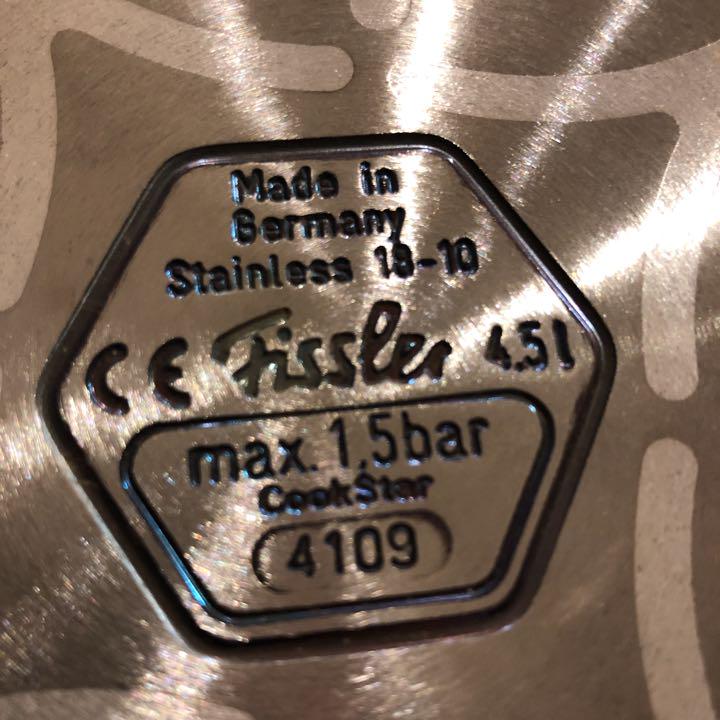 Made in
Germany
Stainless 18-10
CE Fissler 4.5l
max. 1,5bar
CookStar
4109